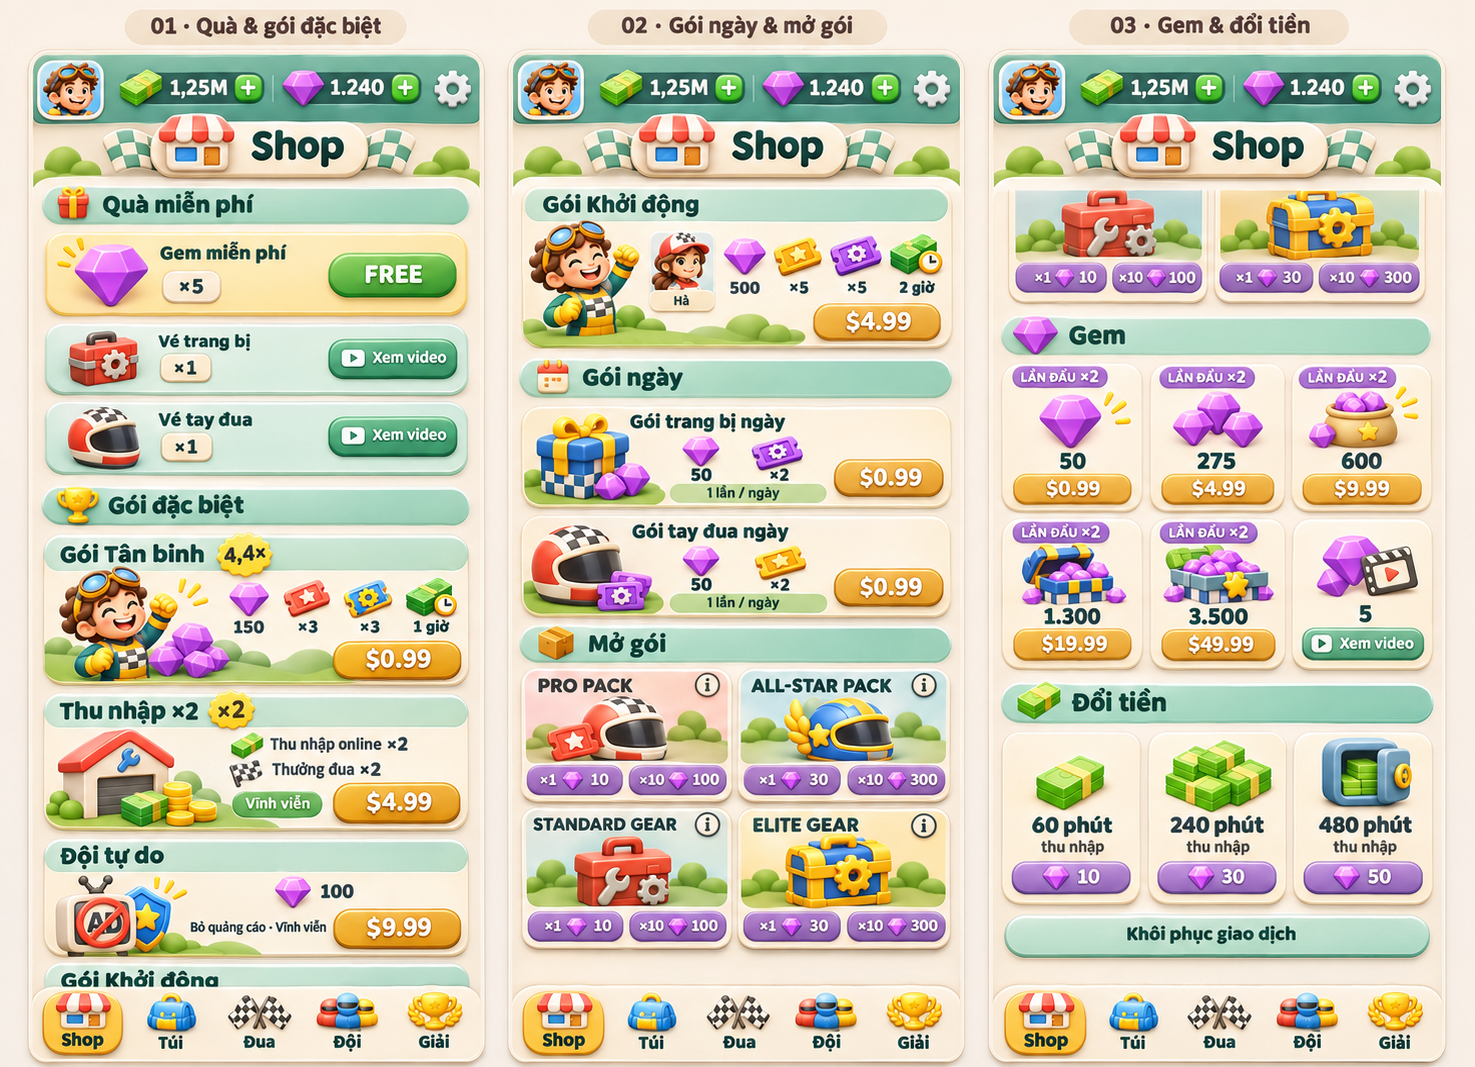 01 · Quà & gói đặc biệt
1,25M
1.240
Shop
Quà miễn phí
Gem miễn phí
×5
FREE
Vé trang bị
×1
Xem video
Vé tay đua
×1
Xem video
Gói đặc biệt
Gói Tân binh
4,4×
150
×3
×3
1 giờ
$0.99
Thu nhập ×2
×2
Thu nhập online ×2
Thưởng đua ×2
Vĩnh viễn
$4.99
Đội tự do
AD
100
Bỏ quảng cáo · Vĩnh viễn
$9.99
Gói Khởi động
Shop
Túi
Đua
Đội
Giải
02 · Gói ngày & mở gói
1,25M
1.240
Shop
Gói Khởi động
Hà
500
×5
×5
2 giờ
$4.99
Gói ngày
Gói trang bị ngày
50
×2
1 lần / ngày
$0.99
Gói tay đua ngày
50
×2
1 lần / ngày
$0.99
Mở gói
PRO PACK
i
×1 10
×10 100
ALL-STAR PACK
i
×1 30
×10 300
STANDARD GEAR
i
×1 10
×10 100
ELITE GEAR
i
×1 30
×10 300
Shop
Túi
Đua
Đội
Giải
03 · Gem & đổi tiền
1,25M
1.240
Shop
×1 10
×10 100
×1 30
×10 300
Gem
LẦN ĐẦU ×2
50
$0.99
LẦN ĐẦU ×2
275
$4.99
LẦN ĐẦU ×2
600
$9.99
LẦN ĐẦU ×2
1.300
$19.99
LẦN ĐẦU ×2
3.500
$49.99
5
Xem video
Đổi tiền
60 phút
thu nhập
10
240 phút
thu nhập
30
480 phút
thu nhập
50
Khôi phục giao dịch
Shop
Túi
Đua
Đội
Giải